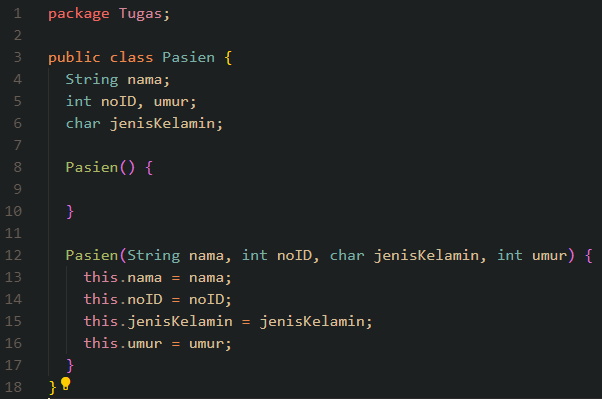 1 package Tugas;
2
3 public class Pasien {
4 String nama;
5 int noID, umur;
6 char jenisKelamin;
7
8 Pasien() {
9
10 }
11
12 Pasien(String nama, int noID, char jenisKelamin, int umur) {
13 this.nama = nama;
14 this.noID = noID;
15 this.jenisKelamin = jenisKelamin;
16 this.umur = umur;
17 }
18 }